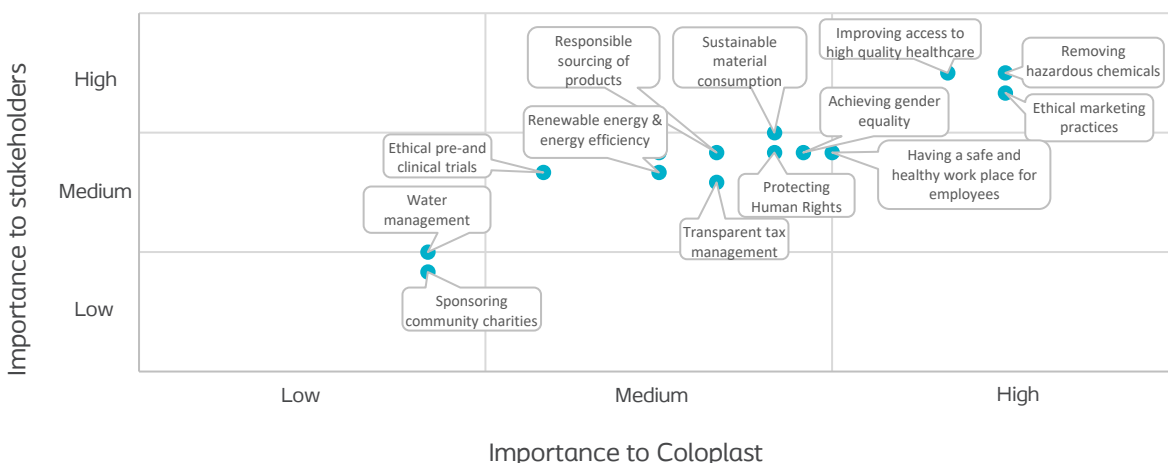 Importance to stakeholders
High
Medium
Low
Responsible
sourcing of
products
Sustainable
material
consumption
Improving access to
high quality healthcare
Removing
hazardous chemicals
Ethical marketing
practices
Achieving gender
equality
Renewable energy &
energy efficiency
Ethical pre-and
clinical trials
Having a safe and
healthy work place for
employees
Protecting
Human Rights
Water
management
Transparent tax
management
Sponsoring
community charities
Low
Medium
High
Importance to Coloplast